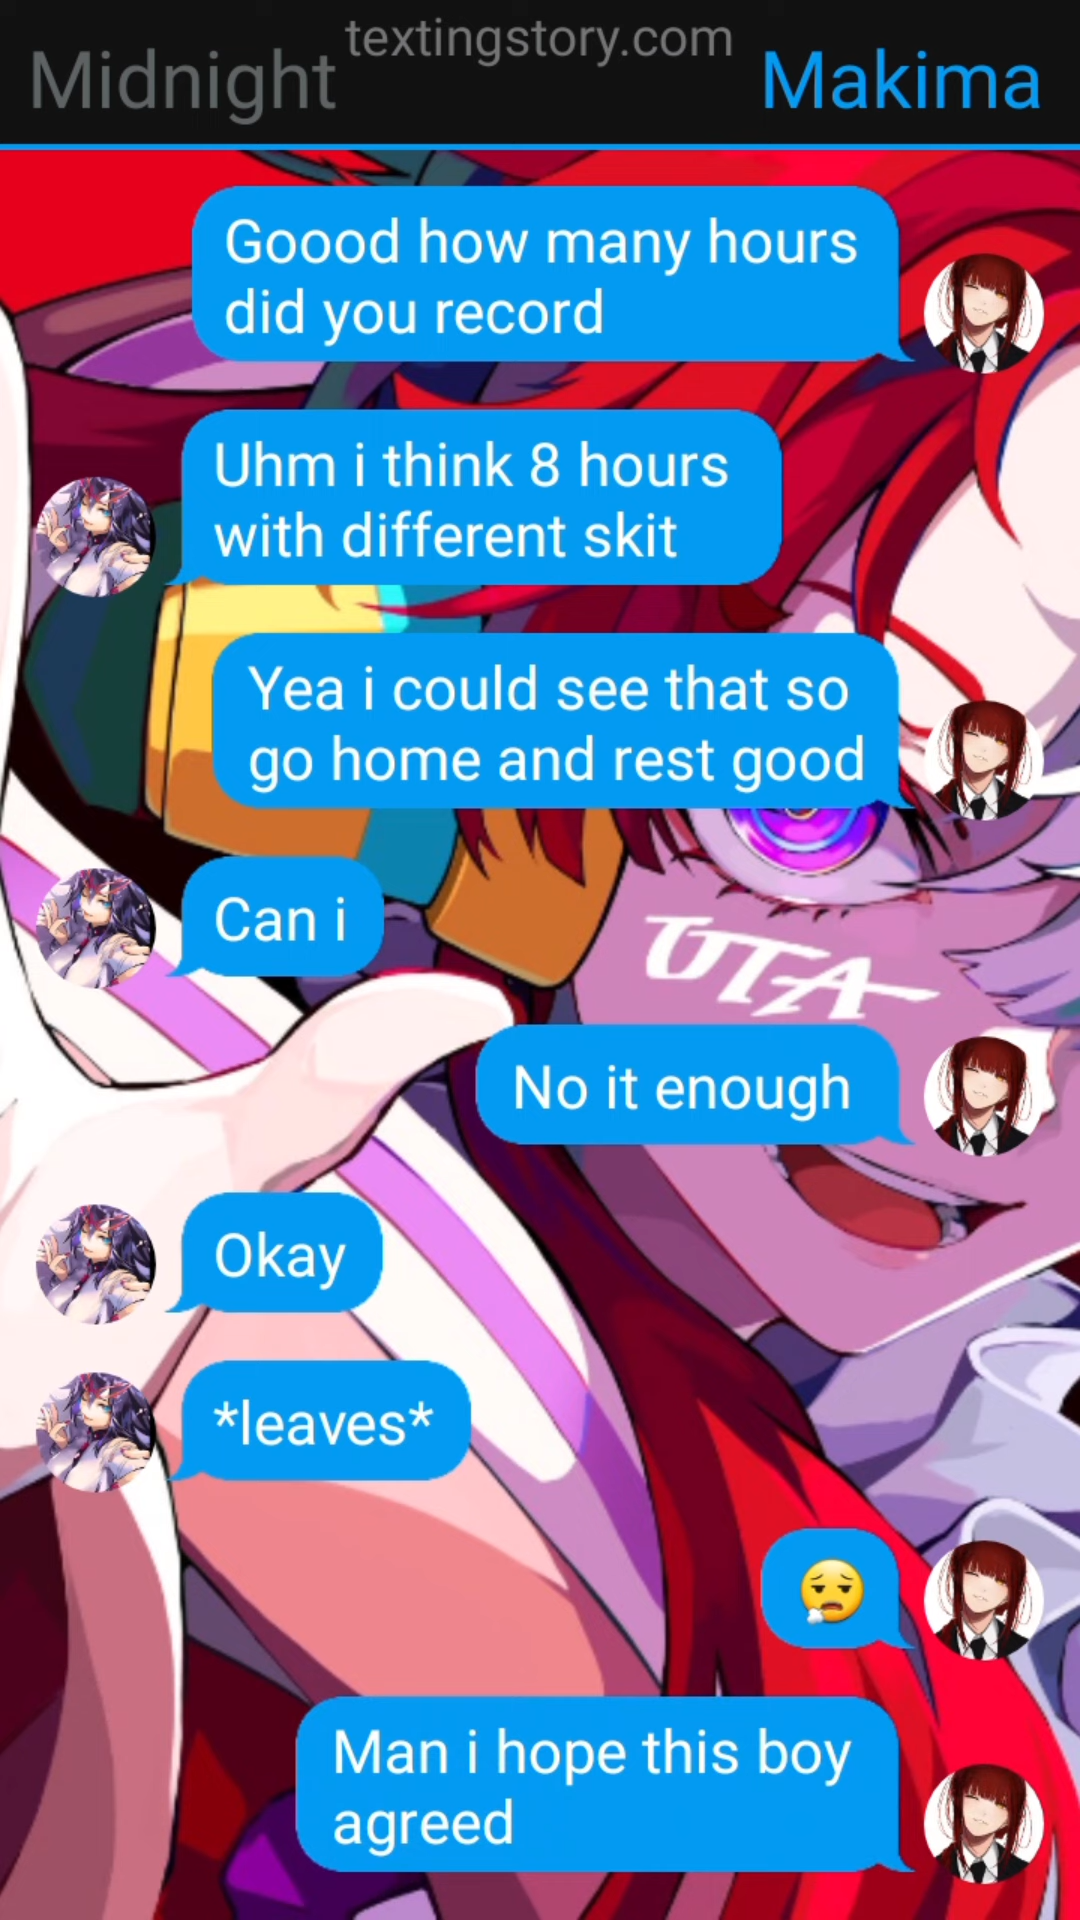 textingstory.com
Midnight
Makima
Goood how many hours
did you record
Uhm i think 8 hours
with different skit
Yea i could see that so
go home and rest good
Can i
UTA
No it enough
Okay
*leaves*
😮‍💨
Man i hope this boy
agreed